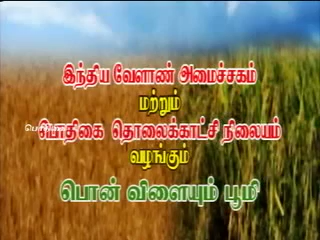 இந்திய வேளாண் அமைச்சகம்
மற்றும்
பொதிகை தொலைக்காட்சி நிலையம்
வழங்கும்
பொன் விளையும் பூமி